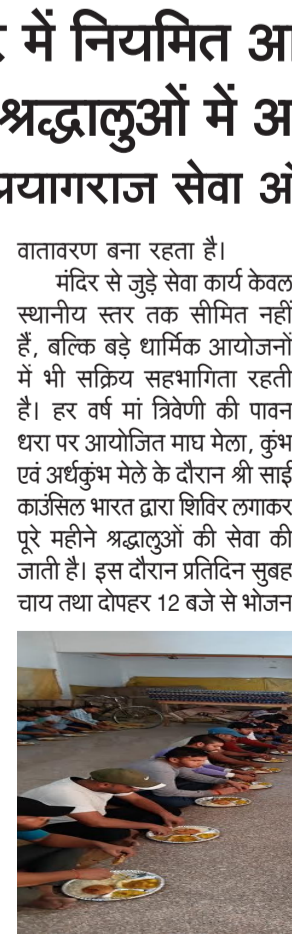 में नियमित
श्रद्धालुओं में
प्रयागराज सेवा
वातावरण बना रहता है।
मंदिर से जुड़े सेवा कार्य केवल
स्थानीय स्तर तक सीमित नहीं
हैं, बल्कि बड़े धार्मिक आयोजनों
में भी सक्रिय सहभागिता रहती
है। हर वर्ष मां त्रिवेणी की पावन
धरा पर आयोजित माघ मेला, कुंभ
एवं अर्धकुंभ मेले के दौरान श्री साई
काउंसिल भारत द्वारा शिविर लगाकर
पूरे महीने श्रद्धालुओं की सेवा की
जाती है। इस दौरान प्रतिदिन सुबह
चाय तथा दोपहर 12 बजे से भोजन